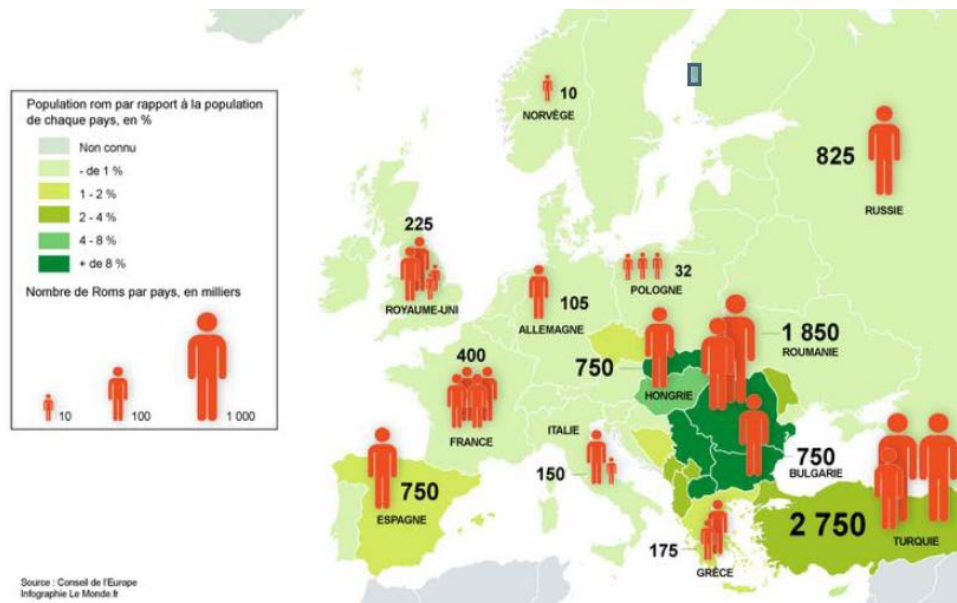 Population rom par rapport à la population
de chaque pays, en %
Non connu
- de 1 %
1 - 2 %
2 - 4 %
4 - 8 %
+ de 8 %
Nombre de Roms par pays, en milliers
10
100
1 000
10
NORVÈGE
825
RUSSIE
225
ROYAUME-UNI
32
POLOGNE
105
ALLEMAGNE
1 850
ROUMANIE
400
FRANCE
750
HONGRIE
ITALIE
150
750
BULGARIE
750
ESPAGNE
2 750
TURQUIE
175
GRÈCE
Source : Conseil de l'Europe
Infographie Le Monde.fr